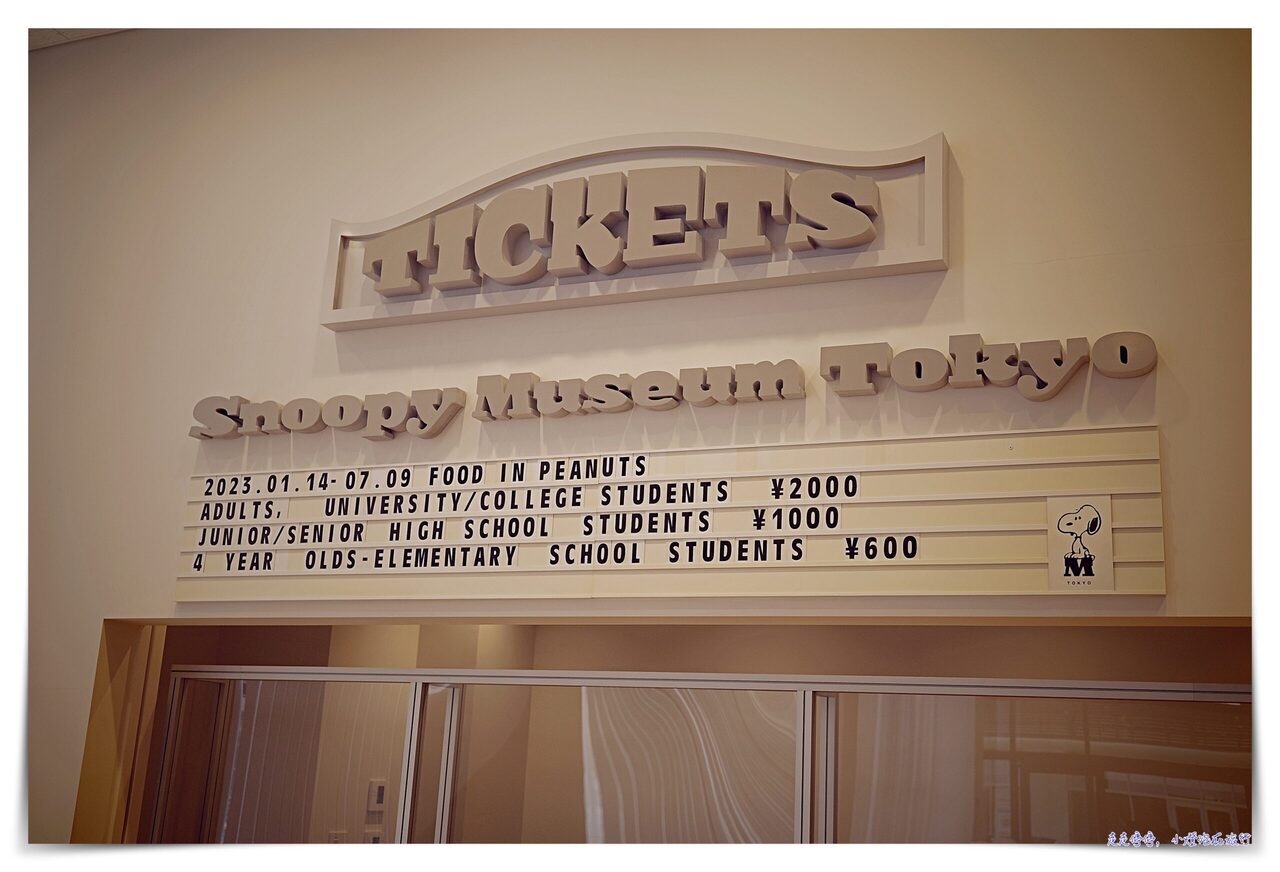 TICKETS
Snoopy Museum Tokyo
2023.01.14-07.09 FOOD IN PEANUTS
ADULTS, UNIVERSITY/COLLEGE STUDENTS ¥2000
JUNIOR/SENIOR HIGH SCHOOL STUDENTS ¥1000
4 YEAR OLDS-ELEMENTARY SCHOOL STUDENTS ¥600
M
TOKYO